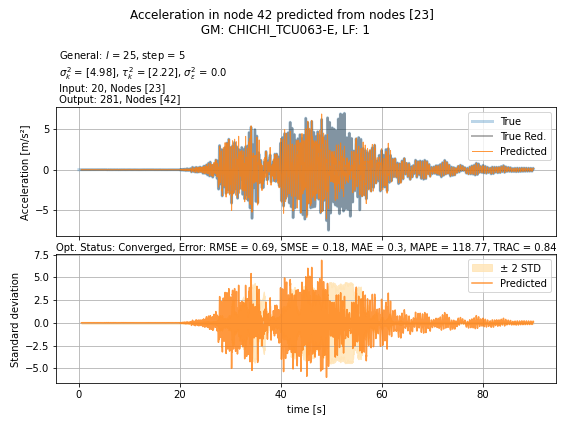 Acceleration in node 42 predicted from nodes [23]
GM: CHICHI_TCU063-E, LF: 1
General: l = 25, step = 5
σ²ₖ = [4.98], τ²ₖ = [2.22], σ²ε = 0.0
Input: 20, Nodes [23]
Output: 281, Nodes [42]
Acceleration [m/s²]
5
0
−5
True
True Red.
Predicted
Opt. Status: Converged, Error: RMSE = 0.69, SMSE = 0.18, MAE = 0.3, MAPE = 118.77, TRAC = 0.84
Standard deviation
7.5
5.0
2.5
0.0
−2.5
−5.0
± 2 STD
Predicted
0 20 40 60 80
time [s]